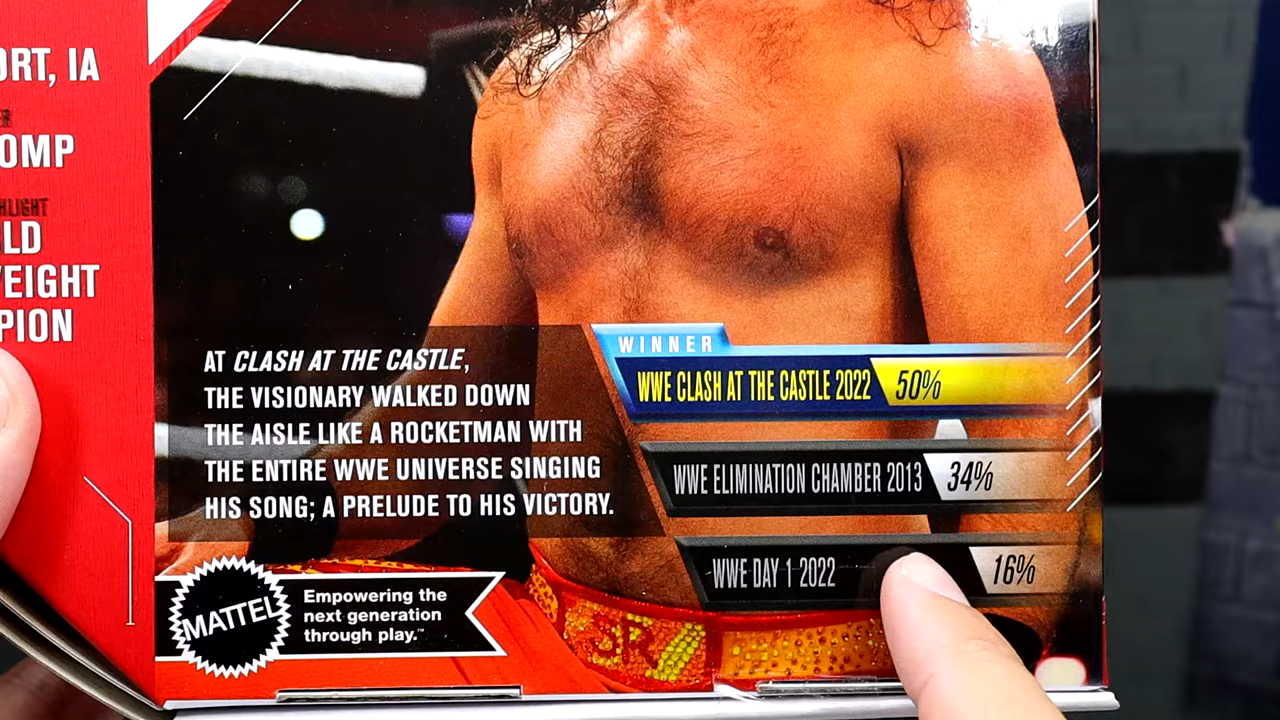 ORT, IA
OMP
LD
EIGHT
PION
AT CLASH AT THE CASTLE,
THE VISIONARY WALKED DOWN
THE AISLE LIKE A ROCKETMAN WITH
THE ENTIRE WWE UNIVERSE SINGING
HIS SONG; A PRELUDE TO HIS VICTORY.
WINNER
WWE CLASH AT THE CASTLE 2022 50%
WWE ELIMINATION CHAMBER 2013 34%
WWE DAY 1 2022 16%
MATTEL
Empowering the
next generation
through play.™